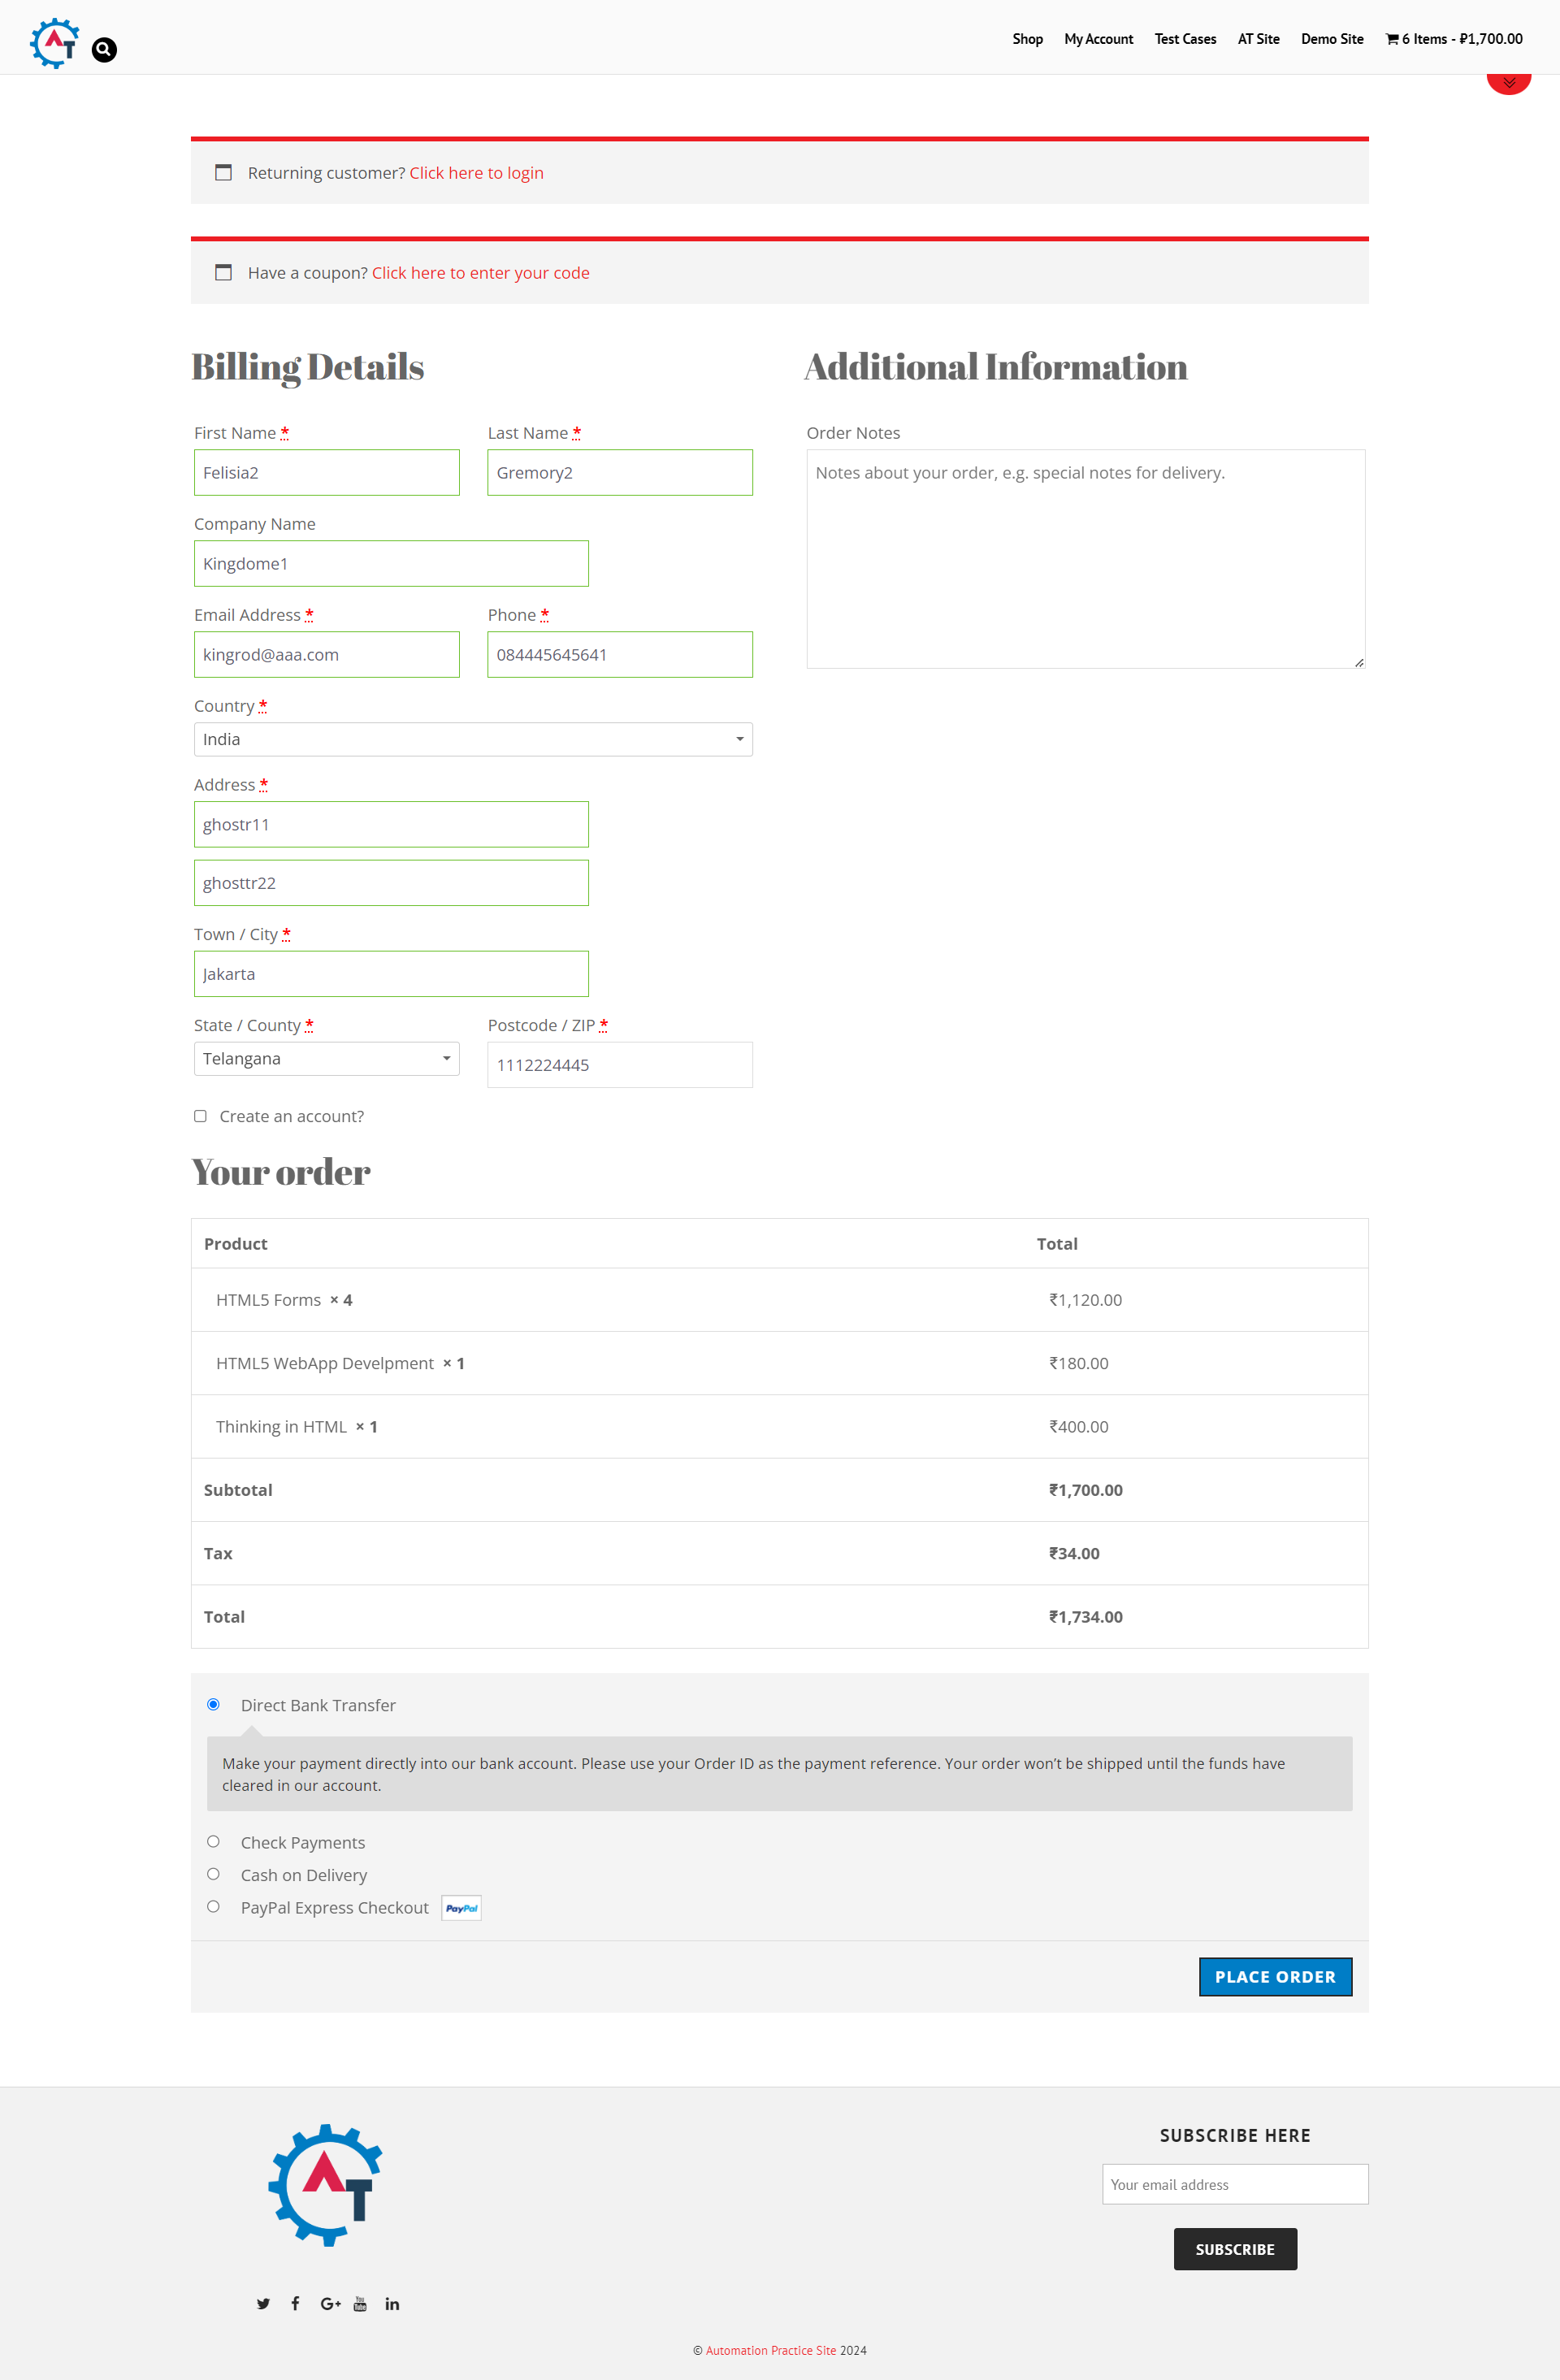 AT
Shop My Account Test Cases AT Site Demo Site 6 Items - ₽1,700.00
Returning customer? Click here to login
Have a coupon? Click here to enter your code
Billing Details
Additional Information
First Name * Last Name *
Felisia2 Gremory2
Company Name
Kingdome1
Email Address * Phone *
kingrod@aaa.com 084445645641
Country *
India
Address *
ghostr11
ghosttr22
Town / City *
Jakarta
State / County * Postcode / ZIP *
Telangana 1112224445
Create an account?
Order Notes
Notes about your order, e.g. special notes for delivery.
Your order
Product Total
HTML5 Forms × 4 ₹1,120.00
HTML5 WebApp Develpment × 1 ₹180.00
Thinking in HTML × 1 ₹400.00
Subtotal ₹1,700.00
Tax ₹34.00
Total ₹1,734.00
Direct Bank Transfer
Make your payment directly into our bank account. Please use your Order ID as the payment reference. Your order won’t be shipped until the funds have
cleared in our account.
Check Payments
Cash on Delivery
PayPal Express Checkout PayPal
PLACE ORDER
AT
SUBSCRIBE HERE
Your email address
SUBSCRIBE
© Automation Practice Site 2024